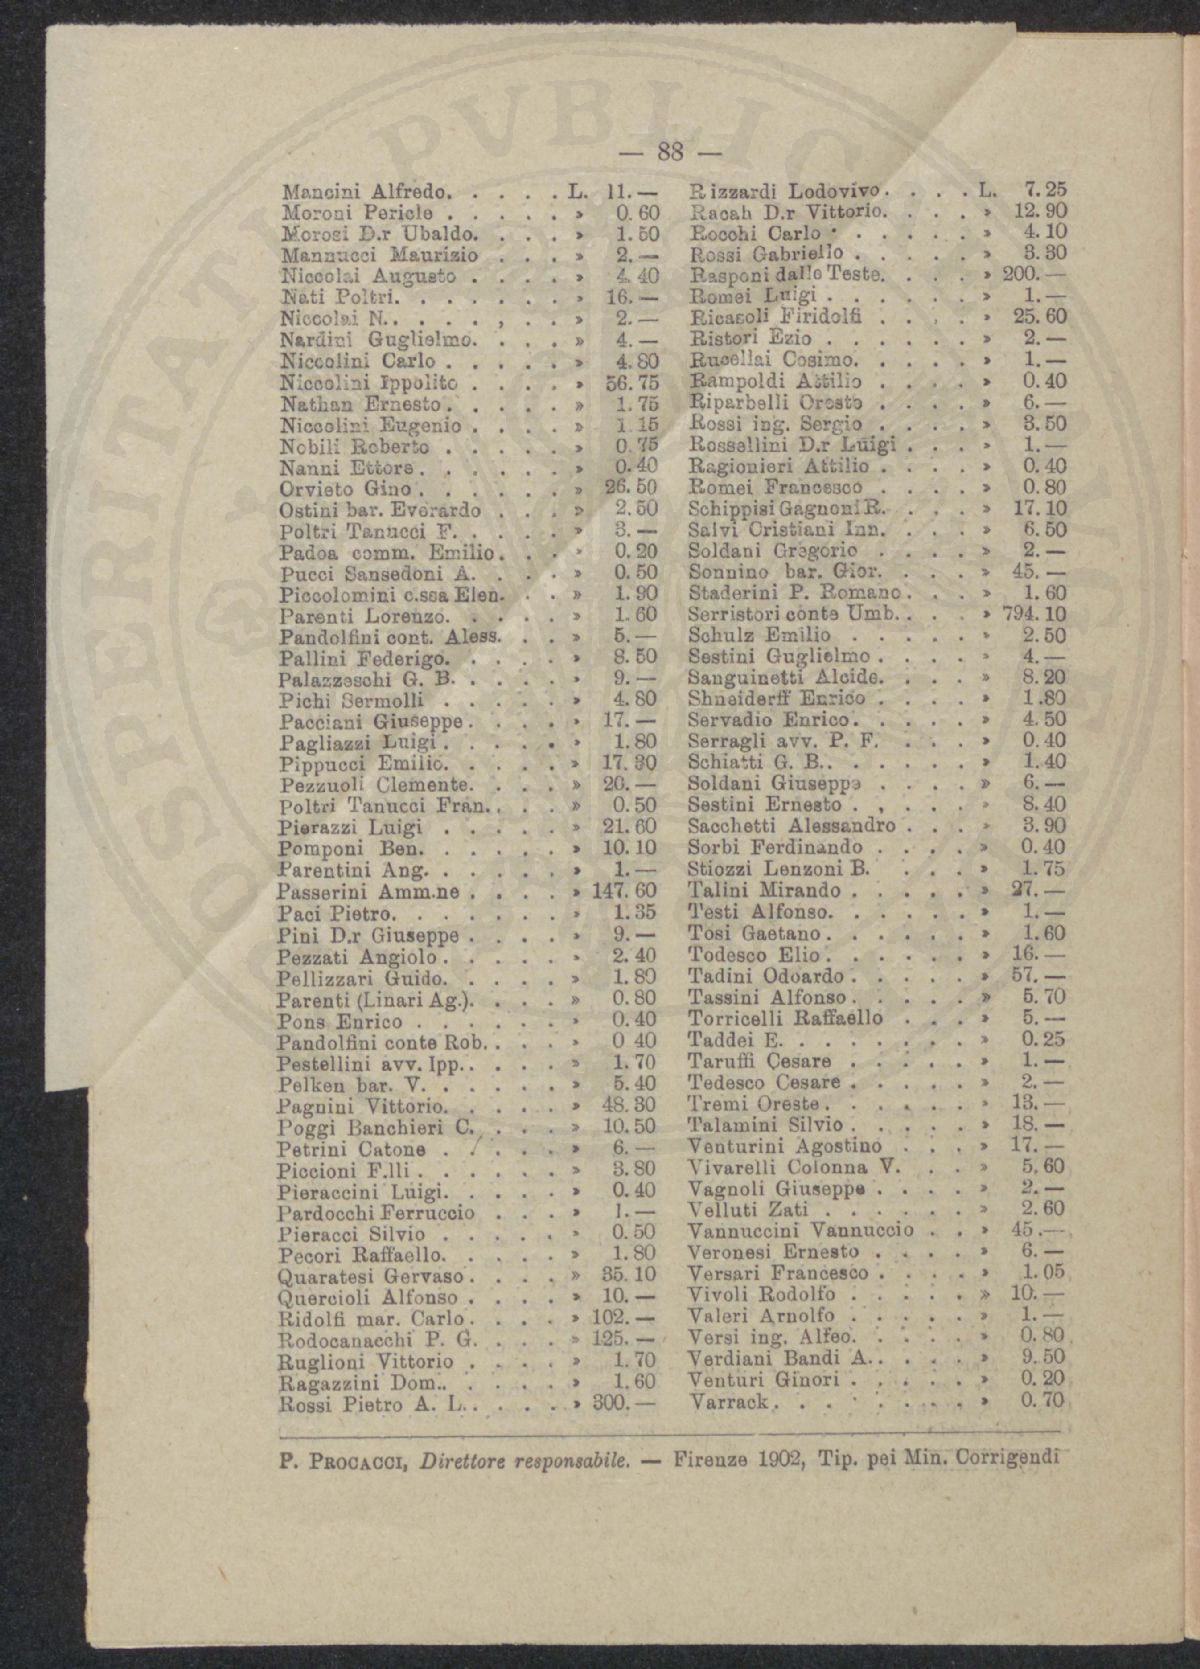 — 88 —
Mancini Alfredo. . . . . L. 11.—
Moroni Pericle . . . . . » 0.60
Morosi D.r Ubaldo. . . . » 1.50
Mannucci Maurizio . . . » 2.—
Niccolai Augusto . . . . » 4.40
Nati Poltri. . . . . . . » 16.—
Niccolai N. . . . . , . . » 2.—
Nardini Guglielmo. . . . » 4.—
Niccolini Carlo . . . . . » 4.80
Niccolini Ippolito . . . . » 56.75
Nathan Ernesto . . . . . » 1.75
Niccolini Eugenio . . . . » 1.15
Nobili Roberto . . . . . » 0.75
Nanni Ettore . . . . . . » 0.40
Orvieto Gino . . . . . . » 26.50
Ostini bar. Everardo . . . » 2.50
Poltri Tanucci F. . . . . » 3.—
Padoa comm. Emilio . . . » 0.20
Pucci Sansedoni A. . . . » 0.50
Piccolomini c.ssa Elen. . . » 1.90
Parenti Lorenzo. . . . . » 1.60
Pandolfini cont. Aless. . . » 5.—
Pallini Federigo. . . . . » 8.50
Palazzeschi G. B. . . . . » 9.—
Pichi Sermolli . . . . . » 4.80
Pacciani Giuseppe . . . . » 17.—
Pagliazzi Luigi . . . . . » 1.80
Pippucci Emilio. . . . . » 17.30
Pezzuoli Clemente. . . . » 20.—
Poltri Tanucci Fran. . . . » 0.50
Pierazzi Luigi . . . . . » 21.60
Pomponi Ben. . . . . . » 10.10
Parentini Ang. . . . . . » 1.—
Passerini Amm.ne . . . . » 147.60
Paci Pietro. . . . . . . » 1.35
Pini D.r Giuseppe . . . . » 9.—
Pezzati Angiolo . . . . . » 2.40
Pellizzari Guido. . . . . » 1.80
Parenti (Linari Ag.). . . . » 0.80
Pons Enrico . . . . . . » 0.40
Pandolfini conte Rob. . . . » 0 40
Pestellini avv. Ipp. . . . . » 1.70
Pelken bar. V. . . . . . » 5.40
Pagnini Vittorio. . . . . » 48.30
Poggi Banchieri C. . . . » 10.50
Petrini Catone . . . . . » 6.—
Piccioni F.lli . . . . . . » 3.80
Pieraccini Luigi. . . . . » 0.40
Pardocchi Ferruccio . . . » 1.—
Pieracci Silvio . . . . . » 0.50
Pecori Raffaello. . . . . » 1.80
Quaratesi Gervaso . . . . » 35.10
Quercioli Alfonso . . . . » 10.—
Ridolfi mar. Carlo . . . . » 102.—
Rodocanacchi P. G. . . . » 125.—
Ruglioni Vittorio . . . . » 1.70
Ragazzini Dom. . . . . . » 1.60
Rossi Pietro A. L. . . . . » 300.—
Rizzardi Lodovivo. . . . L. 7.25
Racah D.r Vittorio. . . . » 12.90
Rocchi Carlo . . . . . . » 4.10
Rossi Gabriello . . . . . » 3.30
Rasponi dalle Teste. . . . » 200.—
Romei Luigi . . . . . . » 1.—
Ricasoli Firidolfi . . . . » 25.60
Ristori Ezio . . . . . . » 2.—
Rucellai Cosimo. . . . . » 1.—
Rampoldi Attilio . . . . » 0.40
Riparbelli Oreste . . . . » 6.—
Rossi ing. Sergio . . . . » 3.50
Rossellini D.r Luigi . . . » 1.—
Ragionieri Attilio . . . . » 0.40
Romei Francesco . . . . » 0.80
Schippisi Gagnoni R. . . . » 17.10
Salvi Cristiani Inn. . . . » 6.50
Soldani Gregorio . . . . » 2.—
Sonnino bar. Gior. . . . » 45.—
Staderini P. Romano . . . » 1.60
Serristori conte Umb. . . . » 794.10
Schulz Emilio . . . . . » 2.50
Sestini Guglielmo . . . . » 4.—
Sanguinetti Alcide. . . . » 8.20
Shneiderff Enrico . . . . » 1.80
Servadio Enrico. . . . . » 4.50
Serragli avv. P. F. . . . » 0.40
Schiatti G. B. . . . . . . » 1.40
Soldani Giuseppe . . . . » 6.—
Sestini Ernesto . , . . . » 8.40
Sacchetti Alessandro . . . » 3.90
Sorbi Ferdinando . . . . » 0.40
Stiozzi Lenzoni B. . . . » 1.75
Talini Mirando . . . . . » 27.—
Testi Alfonso. . . . . . » 1.—
Tosi Gaetano . . . . . . » 1.60
Todesco Elio . . . . . . » 16.—
Tadini Odoardo . . . . . » 57.—
Tassini Alfonso . . . . . » 5.70
Torricelli Raffaello . . . » 5.—
Taddei E. . . . . . . . » 0.25
Taruffi Cesare . . . . . » 1.—
Tedesco Cesare . . . . . » 2.—
Tremi Oreste . . . . . . » 13.—
Talamini Silvio . . . . . » 18.—
Venturini Agostino . . . » 17.—
Vivarelli Colonna V. . . » 5.60
Vagnoli Giuseppe . . . . » 2.—
Velluti Zati . . . . . . » 2.60
Vannuccini Vannuccio . . » 45.—
Veronesi Ernesto . . . . » 6.—
Versari Francesco . . . . » 1.05
Vivoli Rodolfo . . . . . » 10.—
Valeri Arnolfo . . . . . » 1.—
Versi ing. Alfeo. . . . . » 0.80
Verdiani Bandi A. . . . . » 9.50
Venturi Ginori . . . . . » 0.20
Varrack . . . . . . . . » 0.70
P. PROCACCI, Direttore responsabile. — Firenze 1902, Tip. pei Min. Corrigendi